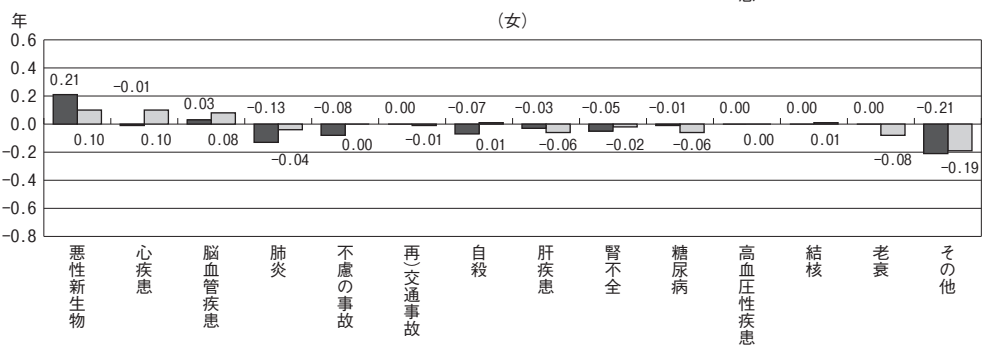 年
(女)
0.6
0.4
0.2
0.0
−0.2
−0.4
−0.6
−0.8
0.21 −0.01 0.03 −0.13 −0.08 0.00 −0.07 −0.03 −0.05 −0.01 0.00 0.00 0.00 −0.21
0.10 0.10 0.08 −0.04 0.00 −0.01 0.01 −0.06 −0.02 −0.06 0.00 0.01 −0.08 −0.19
悪性新生物
心疾患
脳血管疾患
肺炎
不慮の事故
再)交通事故
自殺
肝疾患
腎不全
糖尿病
高血圧性疾患
結核
老衰
その他